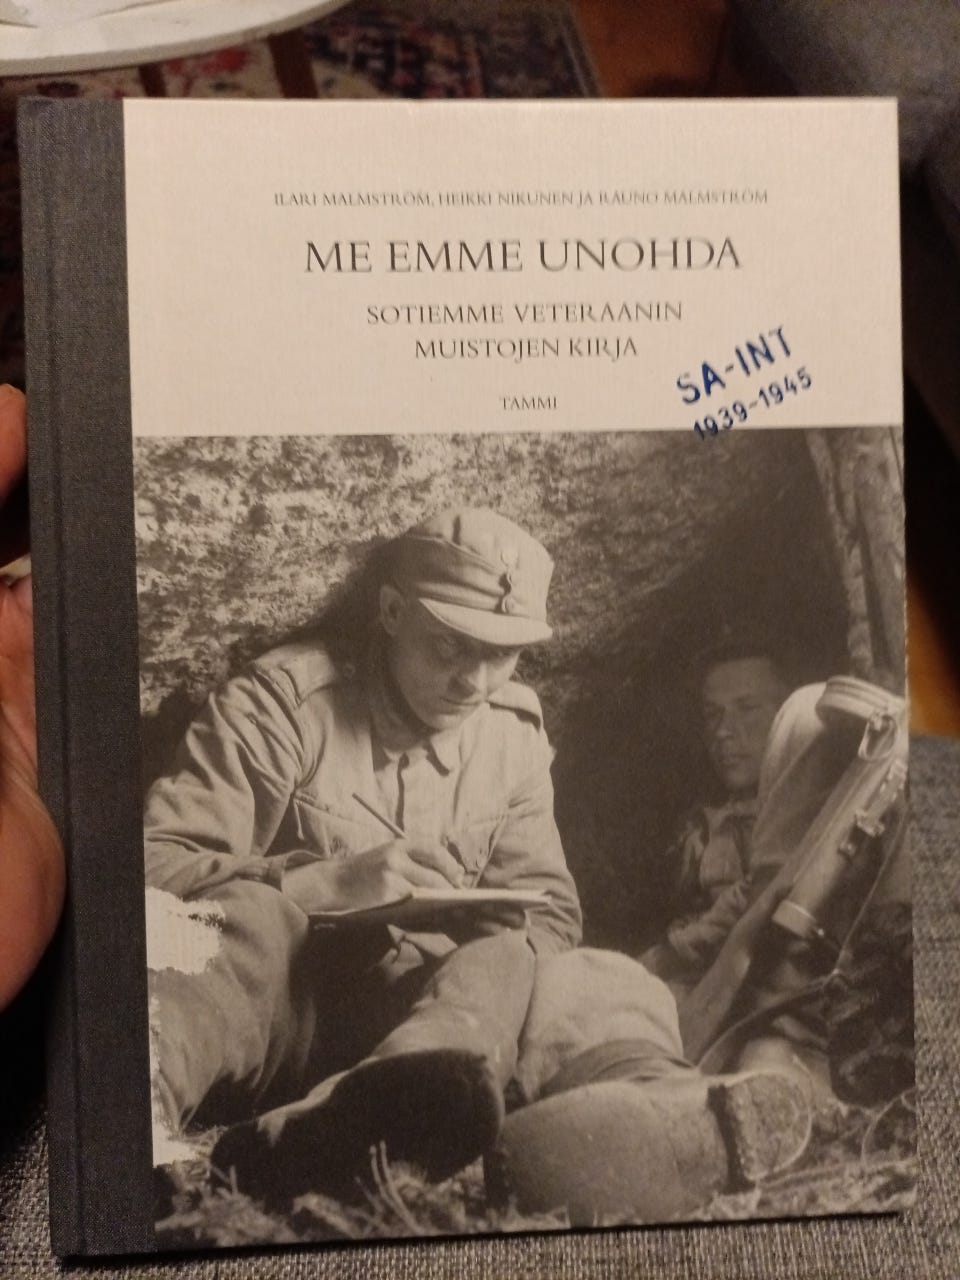 ILARI MALMSTRÖM, HEIKKI NIKUNEN JA RAUNO MALMSTRÖM
ME EMME UNOHDA
SOTIEMME VETERAANIN
MUISTOJEN KIRJA
TAMMI
SA-INT
1939-1945